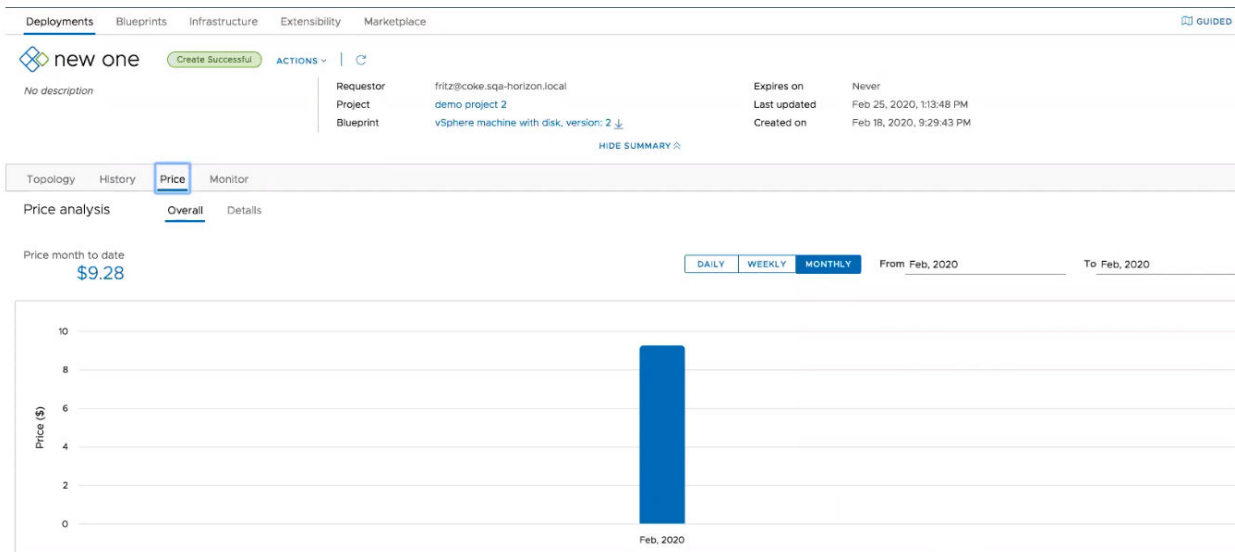 Deployments Blueprints Infrastructure Extensibility Marketplace GUIDED
new one Create Successful ACTIONS
No description
Requestor fritz@coke.sqa-horizon.local Expires on Never
Project demo project 2 Last updated Feb 25, 2020, 1:13:48 PM
Blueprint vSphere machine with disk, version: 2 Created on Feb 18, 2020, 9:29:43 PM
HIDE SUMMARY
Topology History Price Monitor
Price analysis Overall Details
Price month to date
$9.28
DAILY WEEKLY MONTHLY From Feb, 2020 To Feb, 2020
10
8
6
4
2
0
Price ($)
Feb, 2020